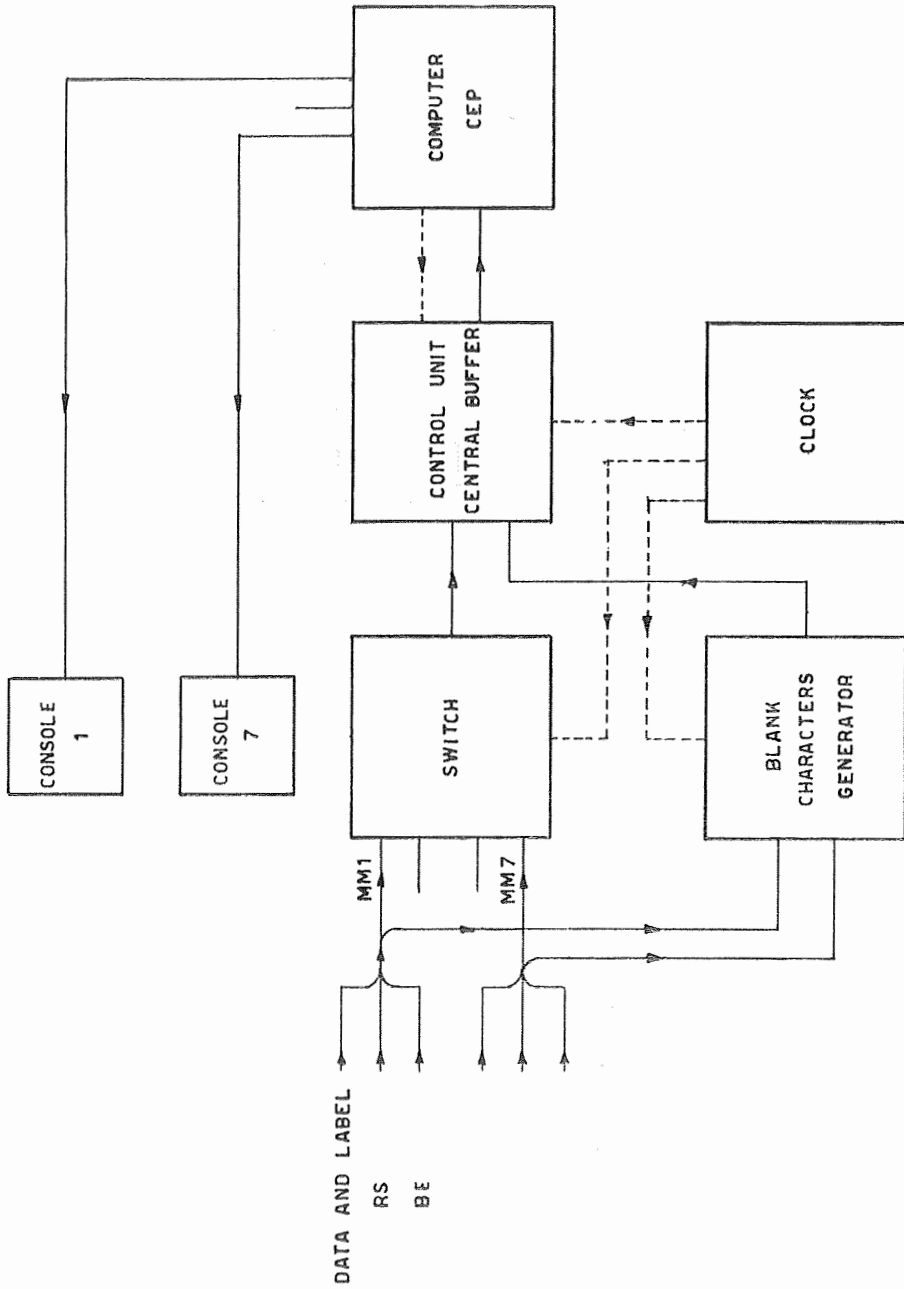 CONSOLE
1
CONSOLE
7
DATA AND LABEL
RS
BE
MM1
MM7
SWITCH
CONTROL UNIT
CENTRAL BUFFER
COMPUTER
CEP
BLANK
CHARACTERS
GENERATOR
CLOCK